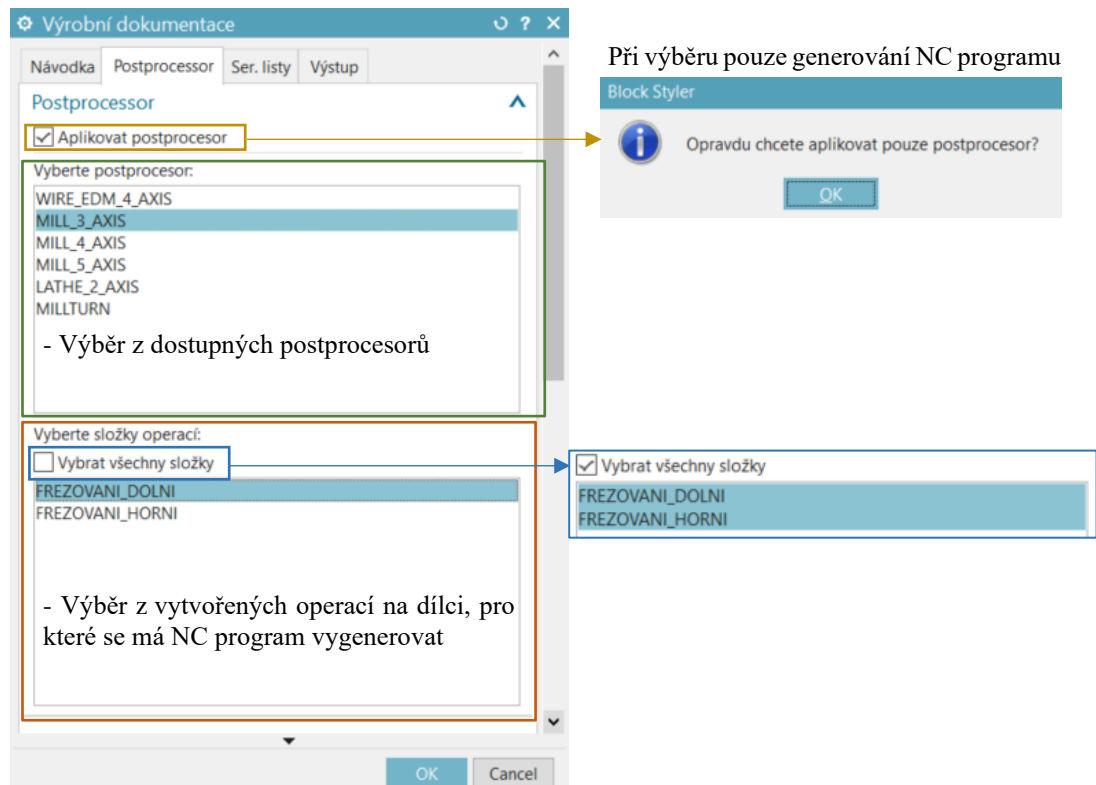 Výrobní dokumentace
Návodka Postprocessor Ser. listy Výstup
Postprocessor
Aplikovat postprocesor
Vyberte postprocesor:
WIRE_EDM_4_AXIS
MILL_3_AXIS
MILL_4_AXIS
MILL_5_AXIS
LATHE_2_AXIS
MILLTURN
- Výběr z dostupných postprocesorů
Vyberte složky operací:
Vybrat všechny složky
FREZOVANI_DOLNI
FREZOVANI_HORNI
- Výběr z vytvořených operací na dílci, pro
které se má NC program vygenerovat
OK Cancel
Při výběru pouze generování NC programu
Block Styler
Opravdu chcete aplikovat pouze postprocesor?
OK
Vybrat všechny složky
FREZOVANI_DOLNI
FREZOVANI_HORNI